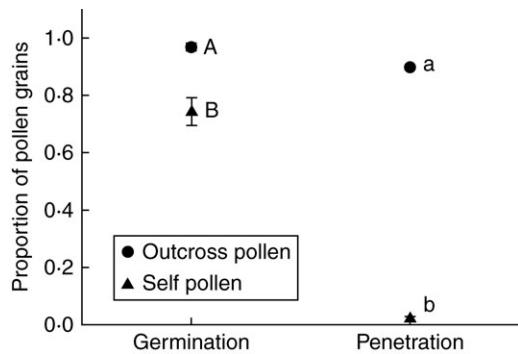 Proportion of pollen grains
1·0
0·8
0·6
0·4
0·2
0·0
A
B
a
b
Outcross pollen
Self pollen
Germination
Penetration